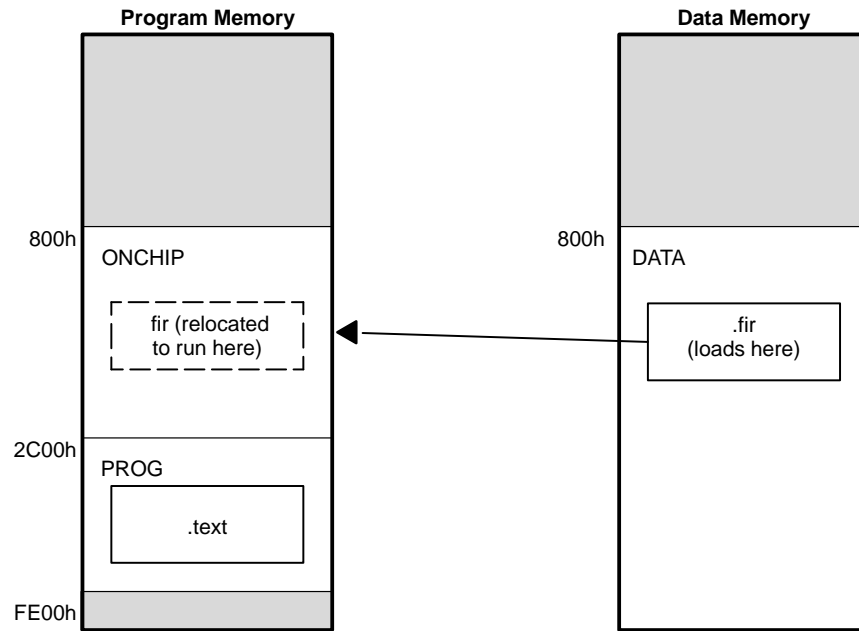 Program Memory
Data Memory
800h
ONCHIP
fir (relocated
to run here)
800h
DATA
.fir
(loads here)
2C00h
PROG
.text
FE00h